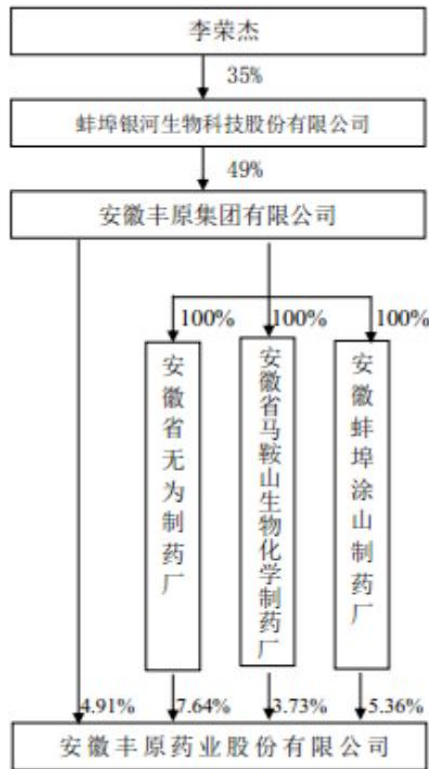 李荣杰
35%
蚌埠银河生物科技股份有限公司
49%
安徽丰原集团有限公司
100%
100%
100%
安徽省无为制药厂
安徽省马鞍山生物化学制药厂
安徽蚌埠涂山制药厂
4.91%
7.64%
3.73%
5.36%
安徽丰原药业股份有限公司